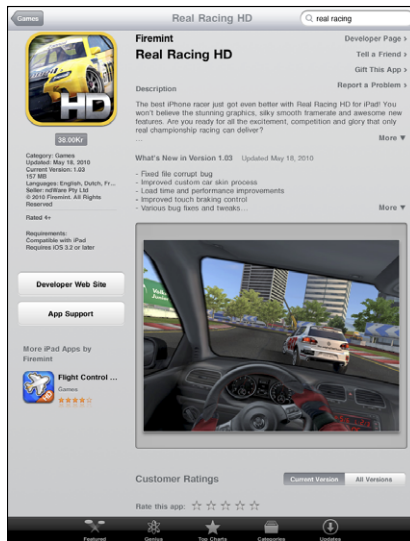 Games
Real Racing HD
real racing
Firemint
Real Racing HD
Developer Page >
Tell a Friend >
Gift This App >
Report a Problem >
Description
The best iPhone racer just got even better with Real Racing HD for iPad! You
won't believe the stunning graphics, silky smooth framerate and awesome new
features. Are you ready for all the excitement, competition and glory that only
real championship racing can deliver?
...
More ▼
What's New in Version 1.03 Updated May 18, 2010
- Fixed file corrupt bug
- Improved custom car skin process
- Load time and performance improvements
- Improved touch braking control
- Various bug fixes and tweaks...
More ▼
HD
38.00Kr
Category: Games
Updated: May 18, 2010
Current Version: 1.03
157 MB
Languages: English, Dutch, Fr...
Seller: ndWare Pty Ltd
© 2010 Firemint. All Rights
Reserved
Rated 4+
Requirements:
Compatible with iPad
Requires iOS 3.2 or later
Developer Web Site
App Support
More iPad Apps by
Firemint
Flight Control ...
Games
HD
Customer Ratings
Current Version
All Versions
Rate this app:
Featured
Genius
Top Charts
Categories
Updates